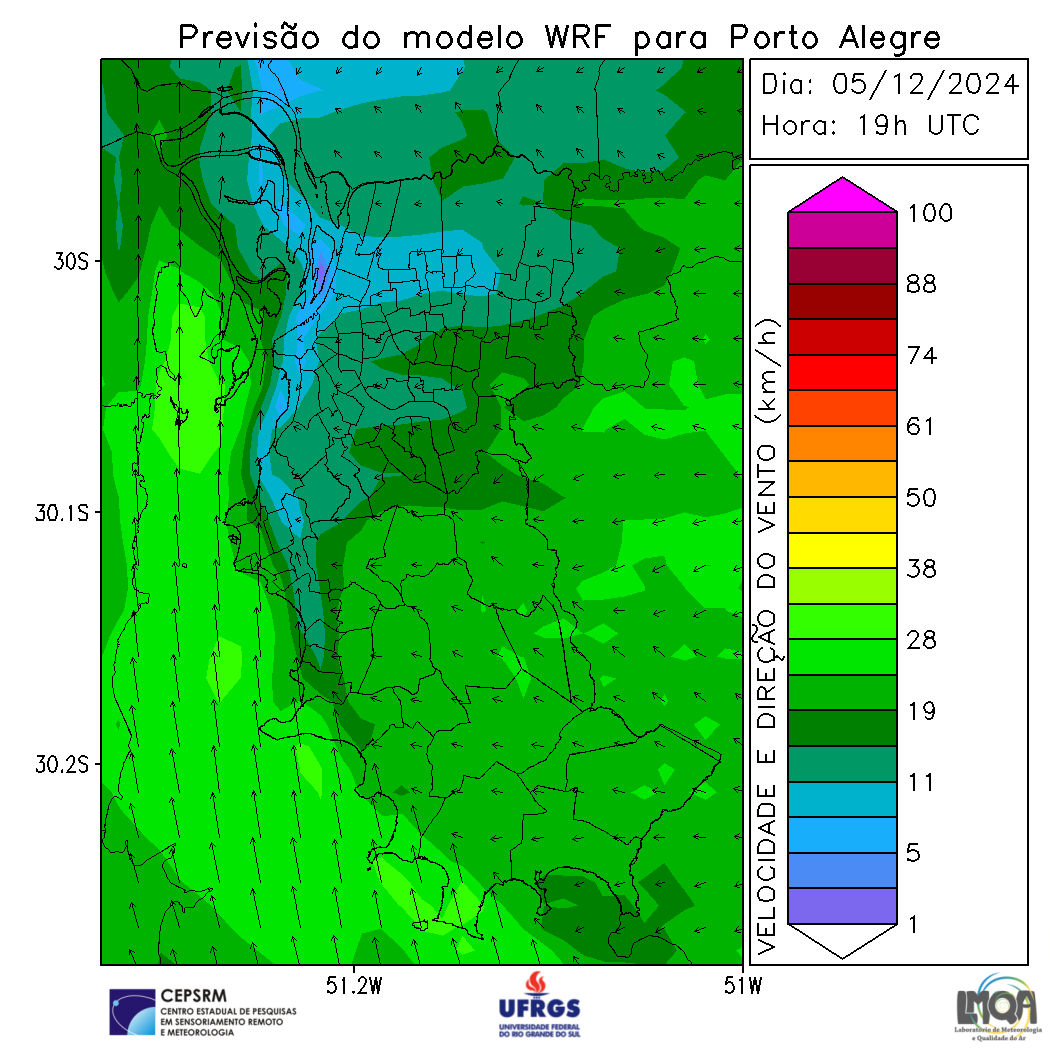 Previsão do modelo WRF para Porto Alegre
Dia: 05/12/2024
Hora: 19h UTC
30S
30.1S
30.2S
51.2W
51W
VELOCIDADE E DIREÇÃO DO VENTO (km/h)
100
88
74
61
50
38
28
19
11
5
1
CEPSRM
CENTRO ESTADUAL DE PESQUISAS
EM SENSORIAMENTO REMOTO
E METEOROLOGIA
UFRGS
UNIVERSIDADE FEDERAL
DO RIO GRANDE DO SUL
LMQA
Laboratório de Meteorologia
e Qualidade do Ar